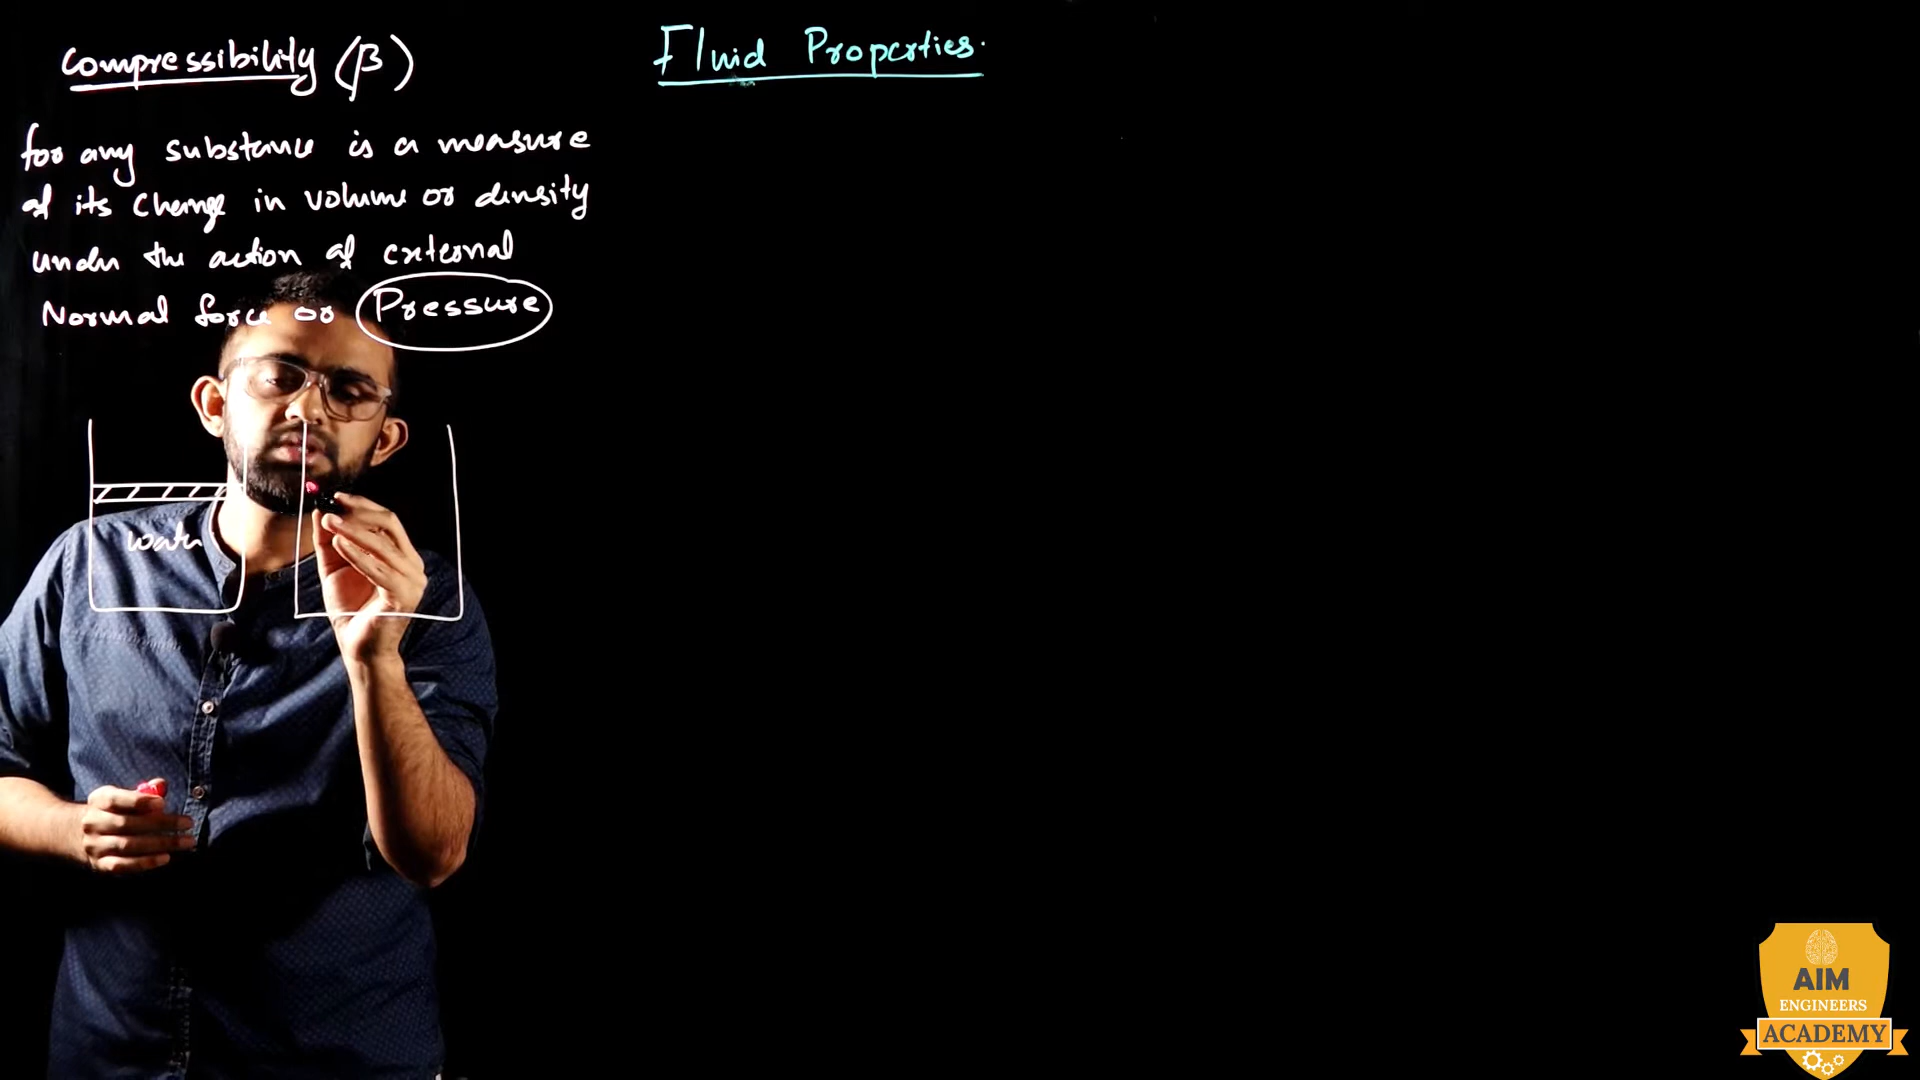 Fluid Properties.
Compressibility (β)
for any substance is a measure
of its change in volume or density
under the action of external
Normal force or Pressure
water
AIM
ENGINEERS
ACADEMY